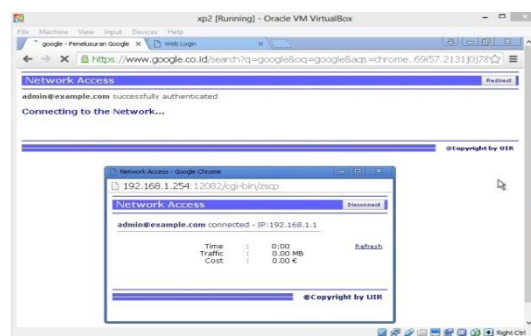 xp2 [Running] - Oracle VM VirtualBox
File Machine View Input Devices Help
google - Penelusuran Google
Web Login
https://www.google.co.id/search?q=google&oq=google&aqs=chrome..69i57.2131j0j7
Network Access
Redirect
admin@example.com successfully authenticated
Connecting to the Network...
©Copyright by UIR
Network Access - Google Chrome
192.168.1.254:12082/cgi-bin/zscp
Network Access
Disconnect
admin@example.com connected - IP:192.168.1.1
Time : 0:00 Refresh
Traffic : 0.00 MB
Cost : 0.00 €
©Copyright by UIR
Right Ctrl